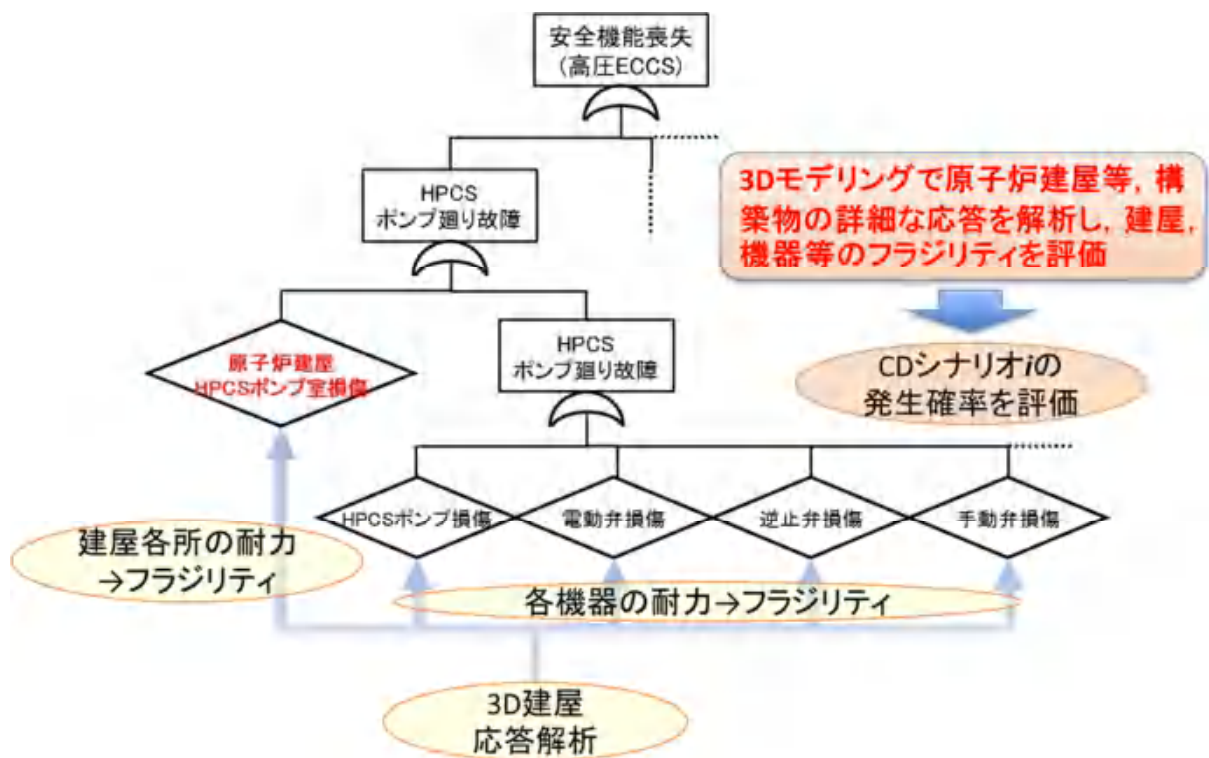 安全機能喪失
(高圧ECCS)
HPCS
ポンプ廻り故障
3Dモデリングで原子炉建屋等，構
築物の詳細な応答を解析し，建屋，
機器等のフラジリティを評価
原子炉建屋
HPCSポンプ室損傷
HPCS
ポンプ廻り故障
CDシナリオiの
発生確率を評価
HPCSポンプ損傷
電動弁損傷
逆止弁損傷
手動弁損傷
建屋各所の耐力
→フラジリティ
各機器の耐力→フラジリティ
3D建屋
応答解析